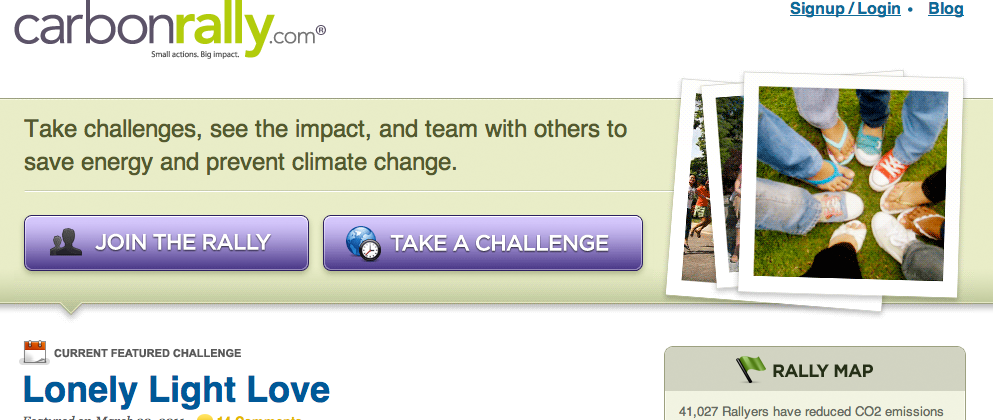 carbonrally.com®
Small actions. Big impact.
Signup / Login • Blog
Take challenges, see the impact, and team with others to
save energy and prevent climate change.
JOIN THE RALLY
TAKE A CHALLENGE
CURRENT FEATURED CHALLENGE
Lonely Light Love
Featured on March
14 Comments
RALLY MAP
41,027 Rallyers have reduced CO2 emissions